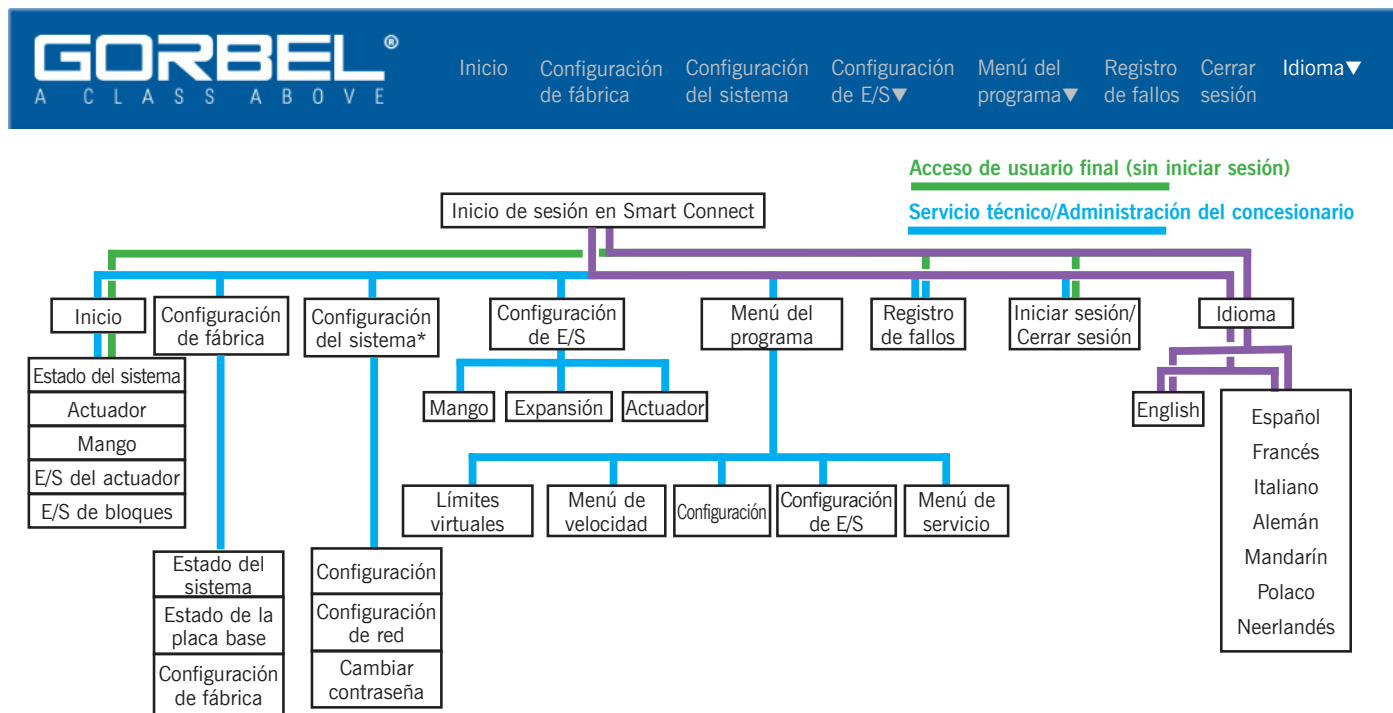 GORBEL®
A CLASS ABOVE
Inicio
Configuración
de fábrica
Configuración
del sistema
Configuración
de E/S▼
Menú del
programa▼
Registro
de fallos
Cerrar
sesión
Idioma▼
Acceso de usuario final (sin iniciar sesión)
Servicio técnico/Administración del concesionario
Inicio de sesión en Smart Connect
Inicio
Configuración
de fábrica
Configuración
del sistema*
Configuración
de E/S
Menú del
programa
Registro
de fallos
Iniciar sesión/
Cerrar sesión
Idioma
Estado del sistema
Actuador
Mango
E/S del actuador
E/S de bloques
Mango
Expansión
Actuador
English
Español
Francés
Italiano
Alemán
Mandarín
Polaco
Neerlandés
Límites
virtuales
Menú de
velocidad
Configuración
Configuración
de E/S
Menú de
servicio
Estado del
sistema
Estado de la
placa base
Configuración
de fábrica
Configuración
Configuración
de red
Cambiar
contraseña